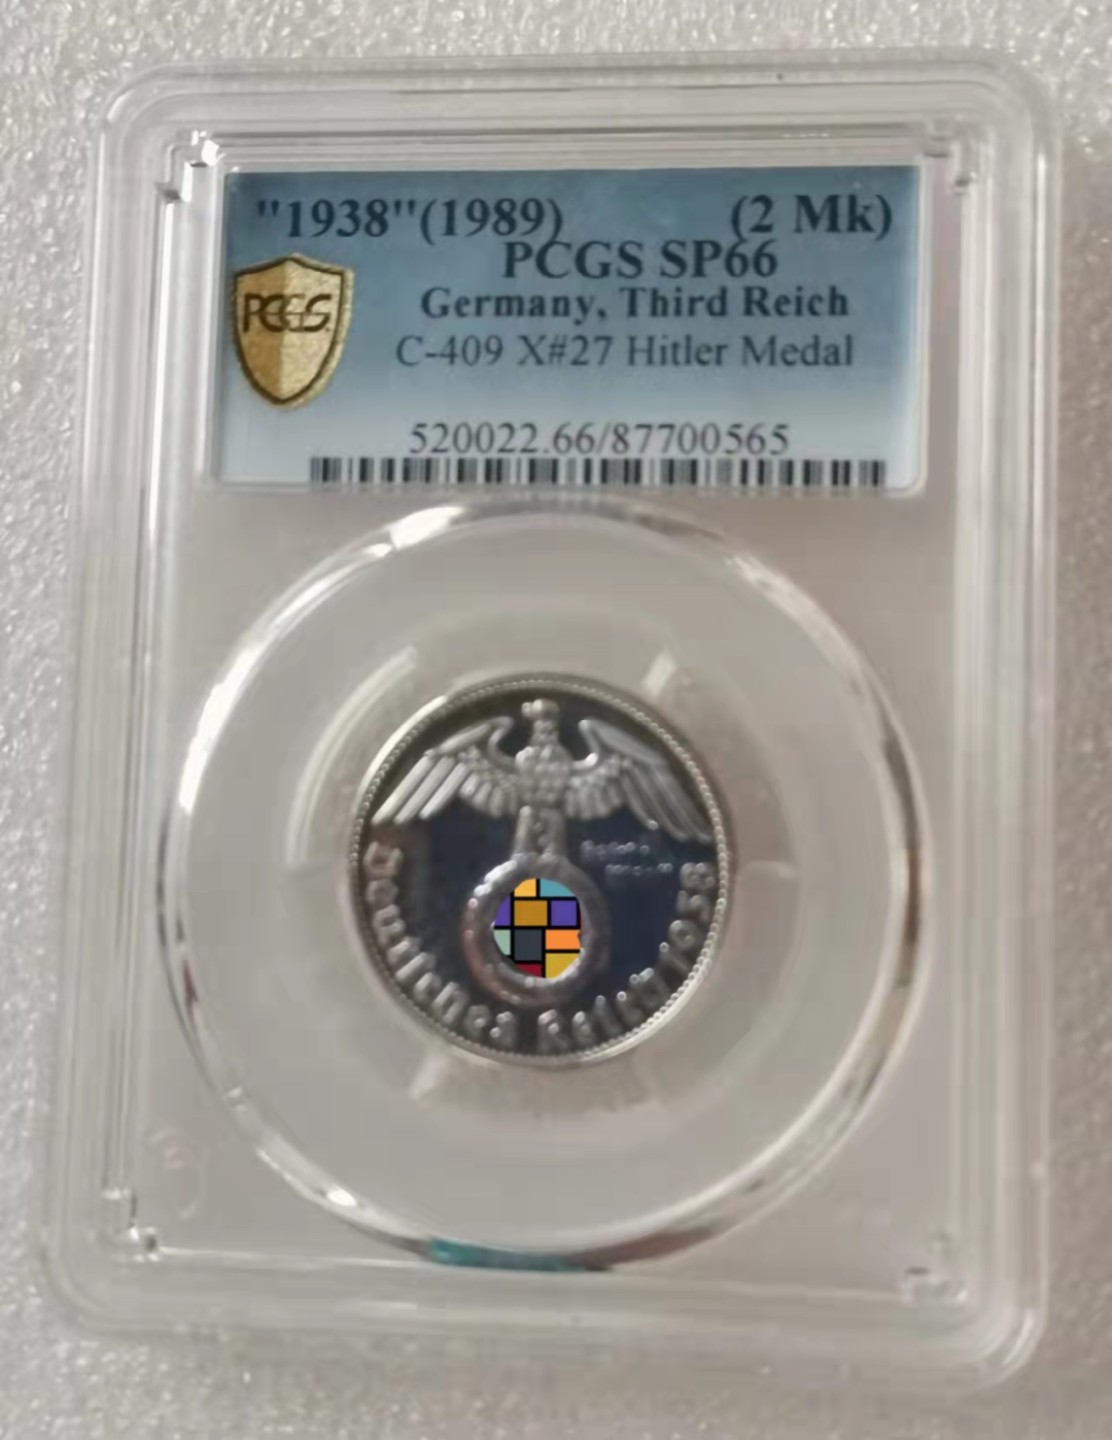 "1938"(1989) (2 Mk)
PCGS SP66
PCGS
Germany, Third Reich
C-409 X#27 Hitler Medal
520022.66/87700565
Deutsches Reich 1938